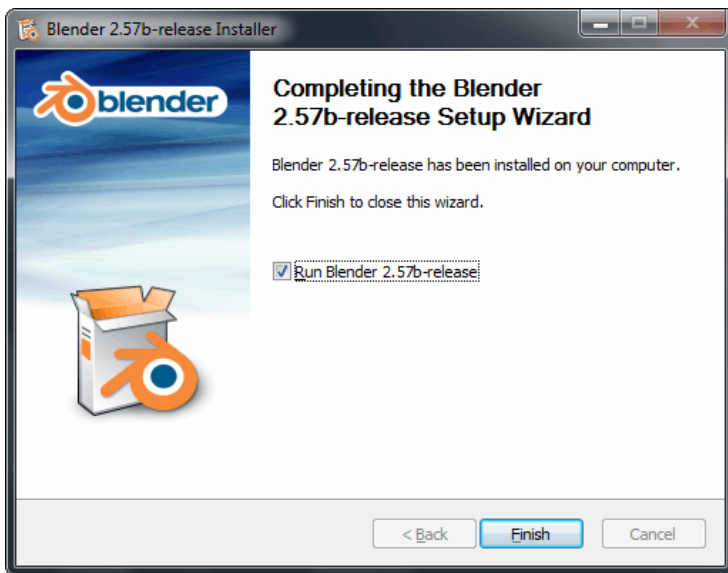 Blender 2.57b-release Installer
blender
Completing the Blender
2.57b-release Setup Wizard
Blender 2.57b-release has been installed on your computer.
Click Finish to close this wizard.
Run Blender 2.57b-release
< Back
Finish
Cancel